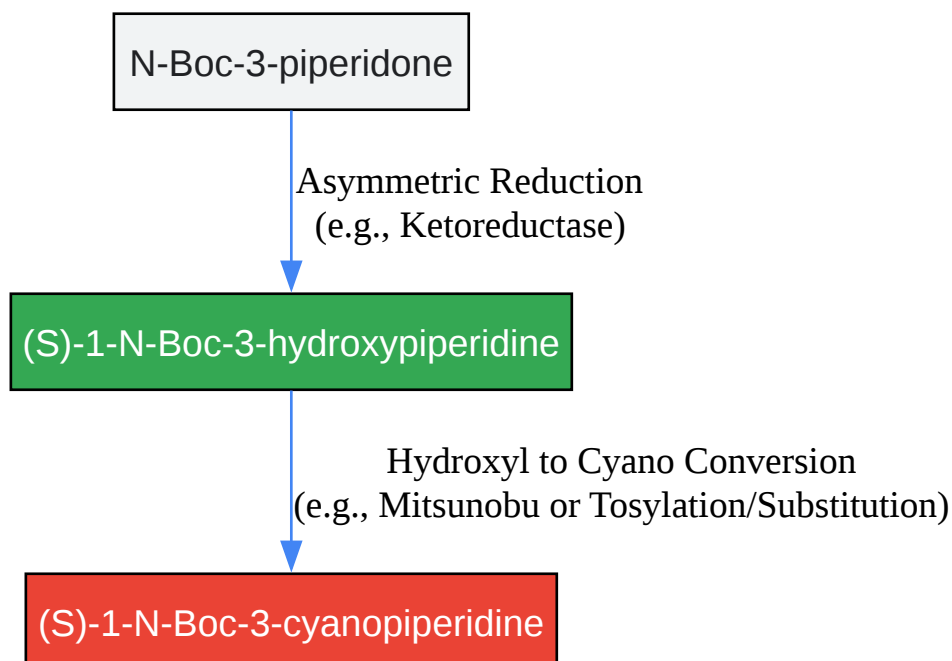 N-Boc-3-piperidone
Asymmetric Reduction
(e.g., Ketoreductase)
(S)-1-N-Boc-3-hydroxypiperidine
Hydroxyl to Cyano Conversion
(e.g., Mitsunobu or Tosylation/Substitution)
(S)-1-N-Boc-3-cyanopiperidine